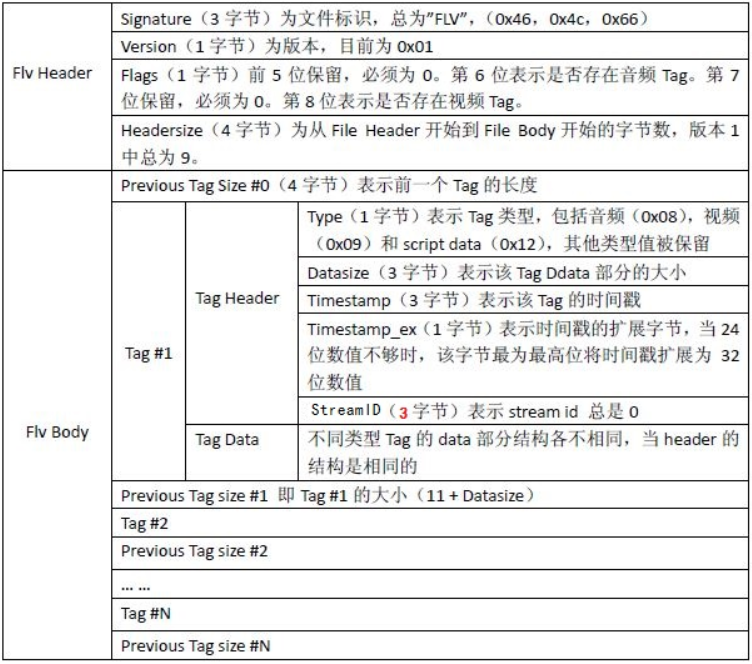 Flv Header
Signature（3 字节）为文件标识，总为”FLV”，（0x46，0x4c，0x66）
Version（1 字节）为版本，目前为 0x01
Flags（1 字节）前 5 位保留，必须为 0。第 6 位表示是否存在音频 Tag。第 7
位保留，必须为 0。第 8 位表示是否存在视频 Tag。
Headersize（4 字节）为从 File Header 开始到 File Body 开始的字节数，版本 1
中总为 9。
Flv Body
Previous Tag Size #0（4 字节）表示前一个 Tag 的长度
Tag #1
Tag Header
Type（1 字节）表示 Tag 类型，包括音频（0x08），视频
（0x09）和 script data（0x12），其他类型值被保留
Datasize（3 字节）表示该 Tag Ddata 部分的大小
Timestamp（3 字节）表示该 Tag 的时间戳
Timestamp_ex（1 字节）表示时间戳的扩展字节，当 24
位数值不够时，该字节最为最高位将时间戳扩展为 32
位数值
StreamID（3 字节）表示 stream id 总是 0
Tag Data
不同类型 Tag 的 data 部分结构各不相同，当 header 的
结构是相同的
Previous Tag size #1 即 Tag #1 的大小（11 + Datasize）
Tag #2
Previous Tag size #2
... ...
Tag #N
Previous Tag size #N